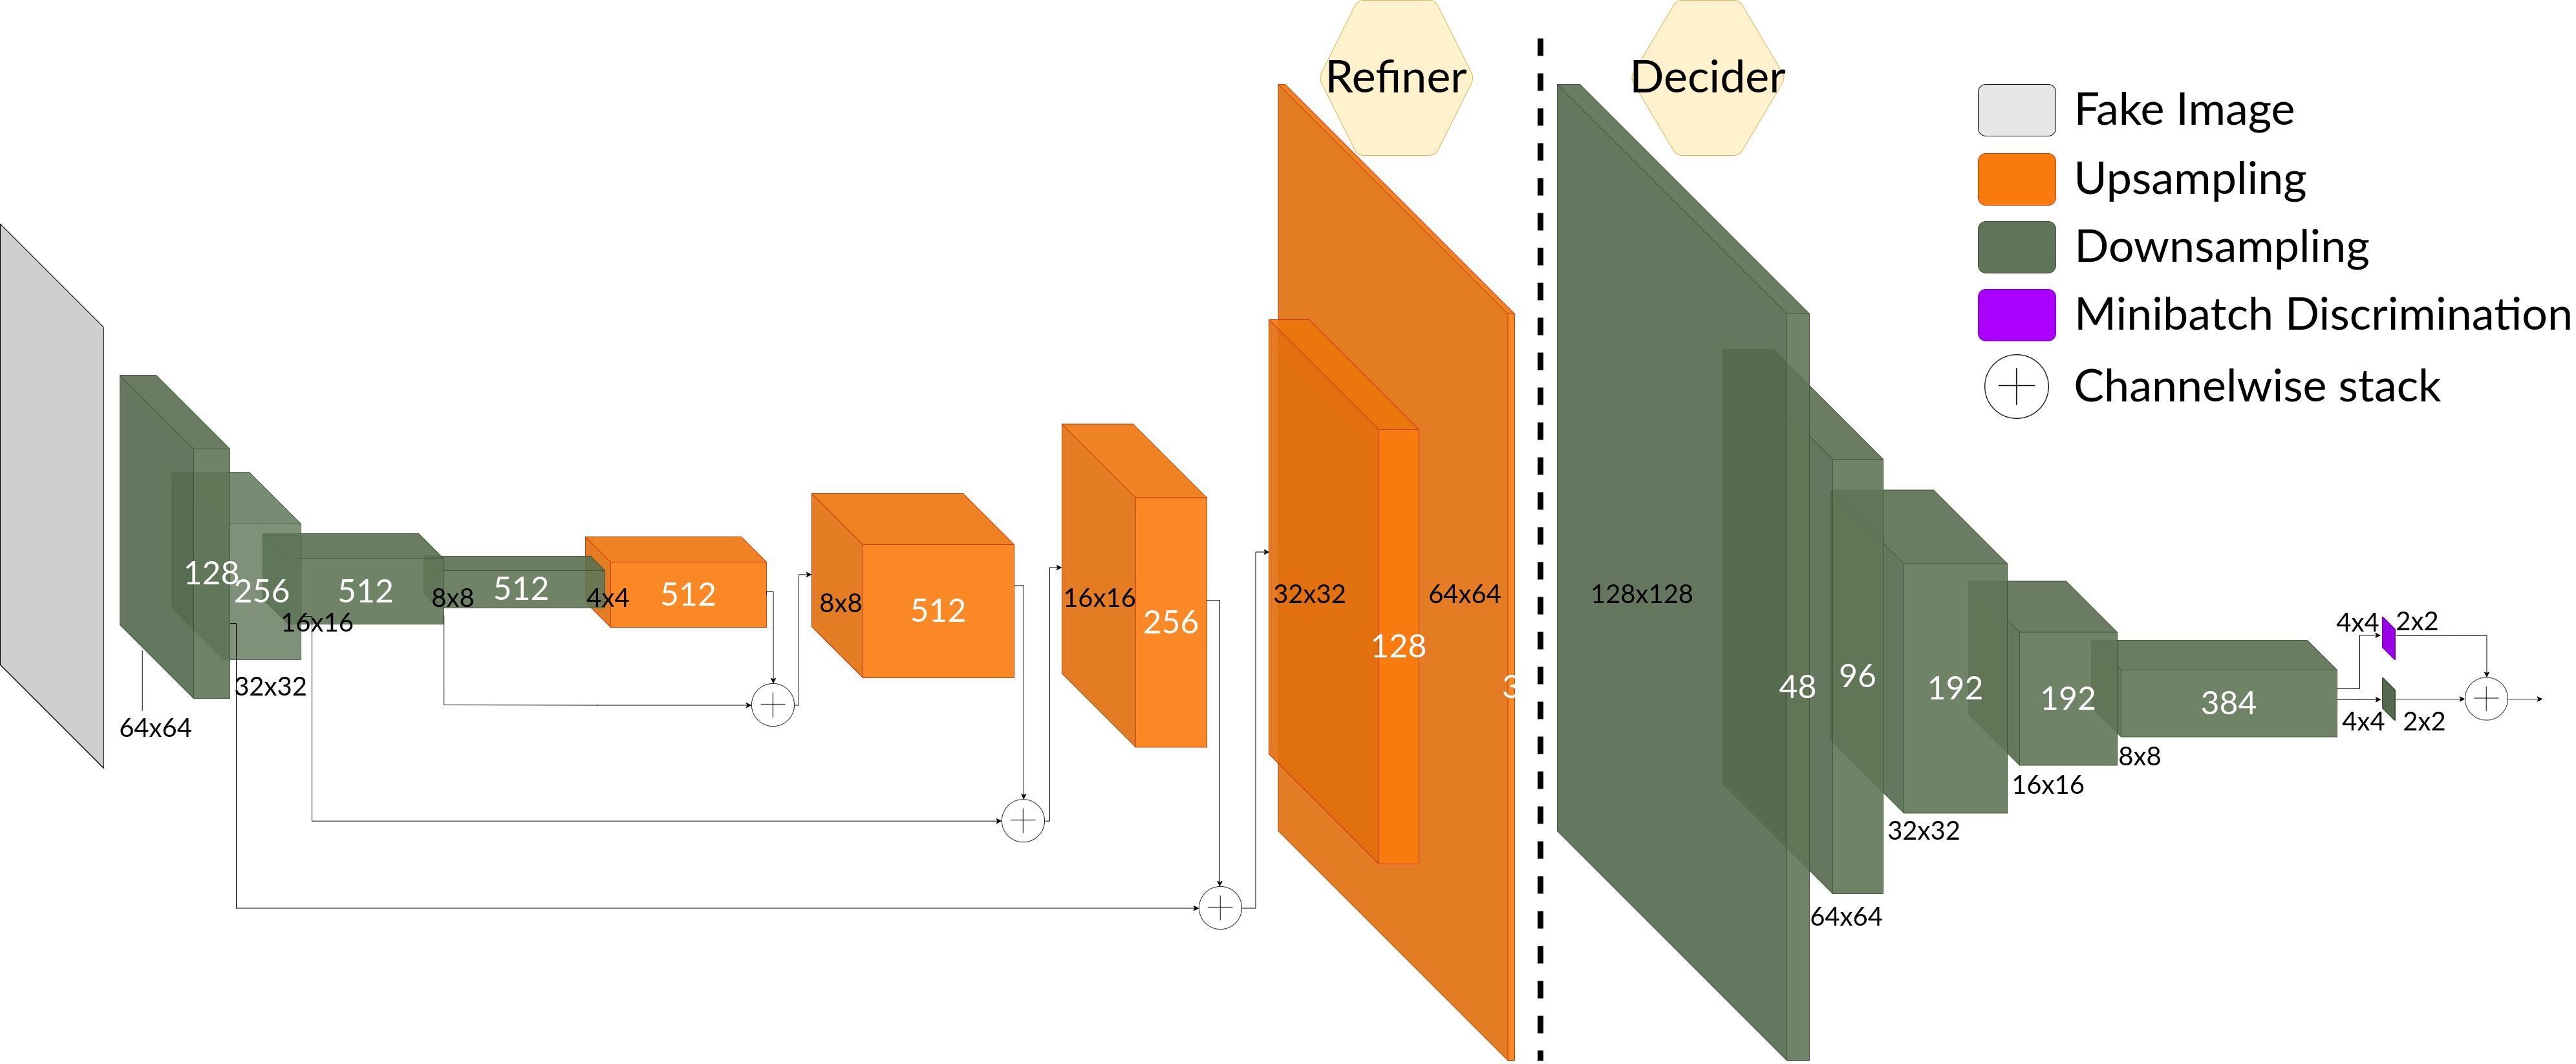 Refiner
Decider
Fake Image
Upsampling
Downsampling
Minibatch Discrimination
Channelwise stack
128
256
512
512
512
512
256
128
3
64x64
32x32
16x16
8x8
4x4
8x8
16x16
32x32
64x64
128x128
48
96
192
192
384
64x64
32x32
16x16
8x8
4x4
2x2
4x4
2x2